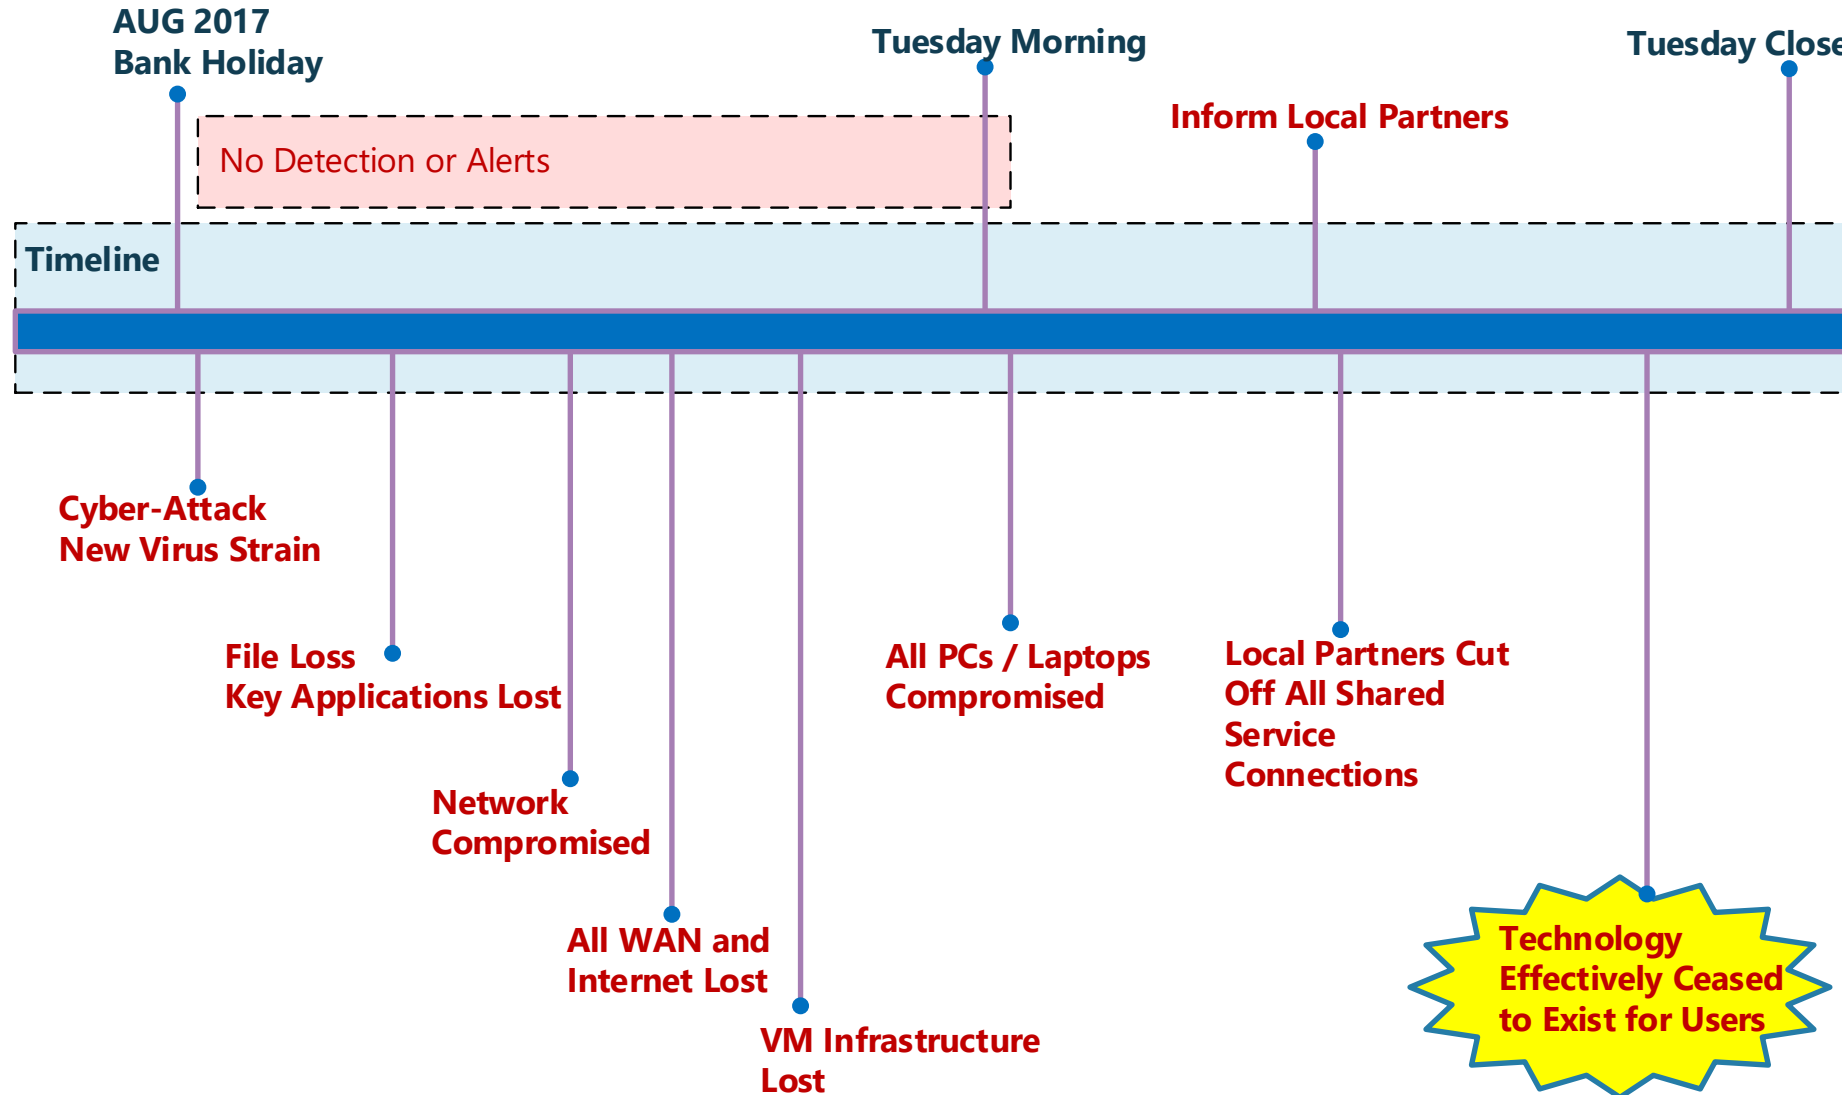 AUG 2017
Bank Holiday
Tuesday Morning
Tuesday Close
Inform Local Partners
No Detection or Alerts
Timeline
Cyber-Attack
New Virus Strain
File Loss
Key Applications Lost
Network
Compromised
All WAN and
Internet Lost
VM Infrastructure
Lost
All PCs / Laptops
Compromised
Local Partners Cut
Off All Shared
Service
Connections
Technology
Effectively Ceased
to Exist for Users